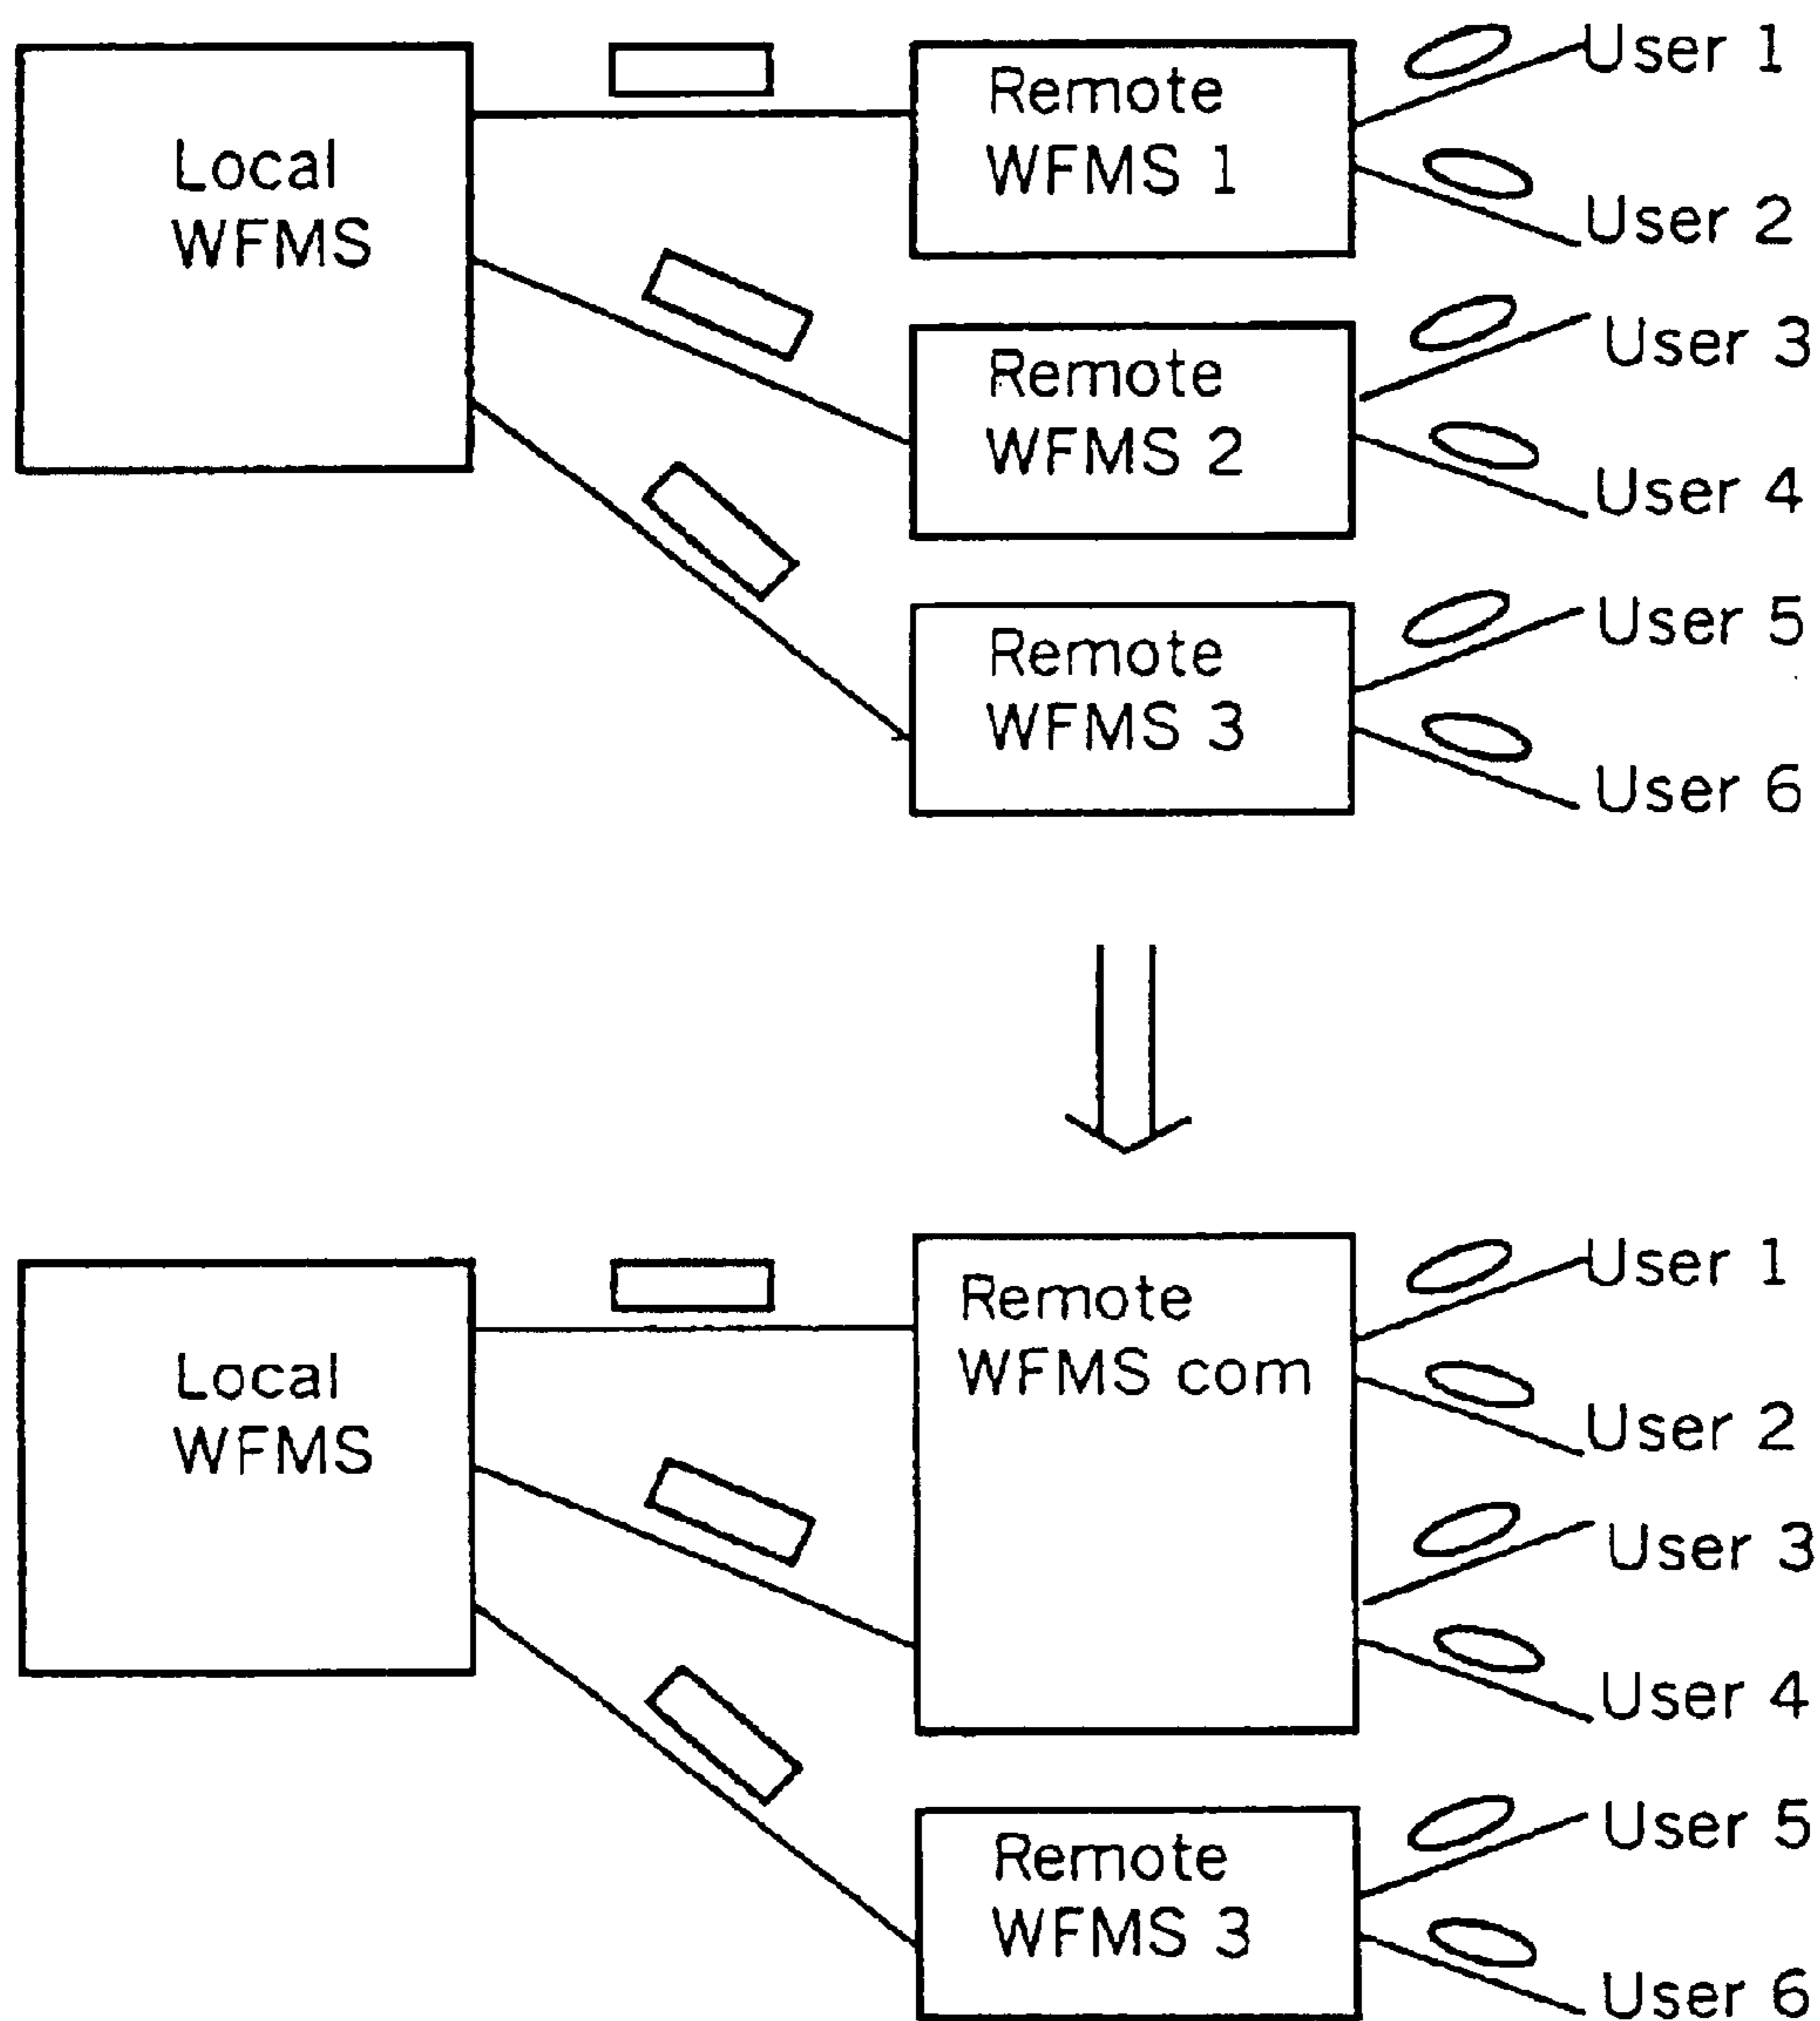 Local
WFMS
Remote
WFMS 1
User 1
User 2
Remote
WFMS 2
User 3
User 4
Remote
WFMS 3
User 5
User 6
Local
WFMS
Remote
WFMS com
User 1
User 2
User 3
User 4
Remote
WFMS 3
User 5
User 6